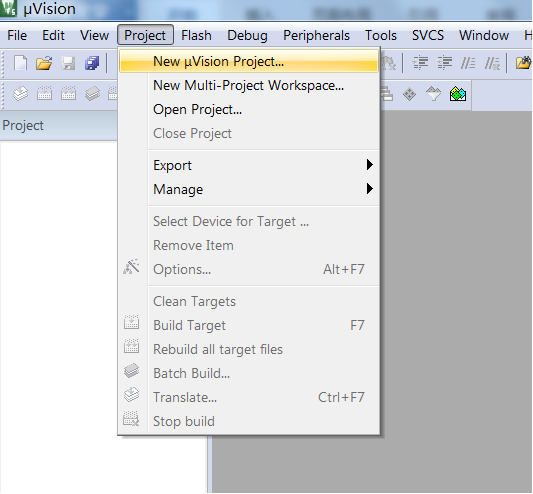 µVision
File Edit View Project Flash Debug Peripherals Tools SVCS Window H
Project
New µVision Project...
New Multi-Project Workspace...
Open Project...
Close Project
Export
Manage
Select Device for Target ...
Remove Item
Options... Alt+F7
Clean Targets
Build Target F7
Rebuild all target files
Batch Build...
Translate... Ctrl+F7
Stop build